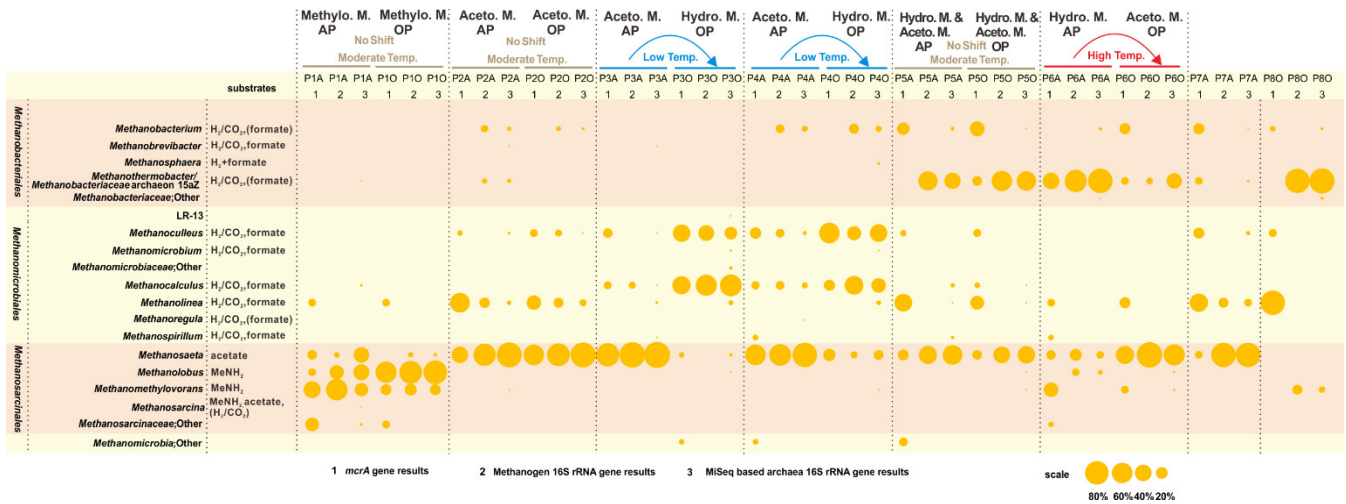 Methylo. M. AP Methylo. M. OP Aceto. M. AP Aceto. M. OP Aceto. M. AP Hydro. M. OP Aceto. M. AP Hydro. M. OP Hydro. M. & Aceto. M. AP Hydro. M. & Aceto. M. OP Hydro. M. AP Aceto. M. OP
No Shift No Shift No Shift
Moderate Temp. Moderate Temp. Low Temp. Low Temp. Moderate Temp. High Temp.
P1A P1A P1A P1O P1O P1O P2A P2A P2A P2O P2O P2O P3A P3A P3A P3O P3O P3O P4A P4A P4A P4O P4O P4O P5A P5A P5A P5O P5O P5O P6A P6A P6A P6O P6O P6O P7A P7A P7A P8O P8O P8O
substrates 1 2 3 1 2 3 1 2 3 1 2 3 1 2 3 1 2 3 1 2 3 1 2 3 1 2 3 1 2 3 1 2 3 1 2 3 1 2 3 1 2 3
Methanobacteriales
Methanobacterium H₂/CO₂,(formate)
Methanobrevibacter H₂/CO₂,formate
Methanosphaera H₂+formate
Methanothermobacter/
Methanobacteriaceae archaeon 15aZ H₂/CO₂,(formate)
Methanobacteriaceae;Other
Methanomicrobiales
LR-13
Methanoculleus H₂/CO₂,formate
Methanomicrobium H₂/CO₂,formate
Methanomicrobiaceae;Other
Methanocalculus H₂/CO₂,formate
Methanolinea H₂/CO₂,formate
Methanoregula H₂/CO₂,(formate)
Methanospirillum H₂/CO₂,formate
Methanosarcinales
Methanosaeta acetate
Methanolobus MeNH₂
Methanomethylovorans MeNH₂
Methanosarcina MeNH₂ acetate,
(H₂/CO₂)
Methanosarcinaceae;Other
Methanomicrobia;Other
1 mcrA gene results 2 Methanogen 16S rRNA gene results 3 MiSeq based archaea 16S rRNA gene results scale
80% 60% 40% 20%